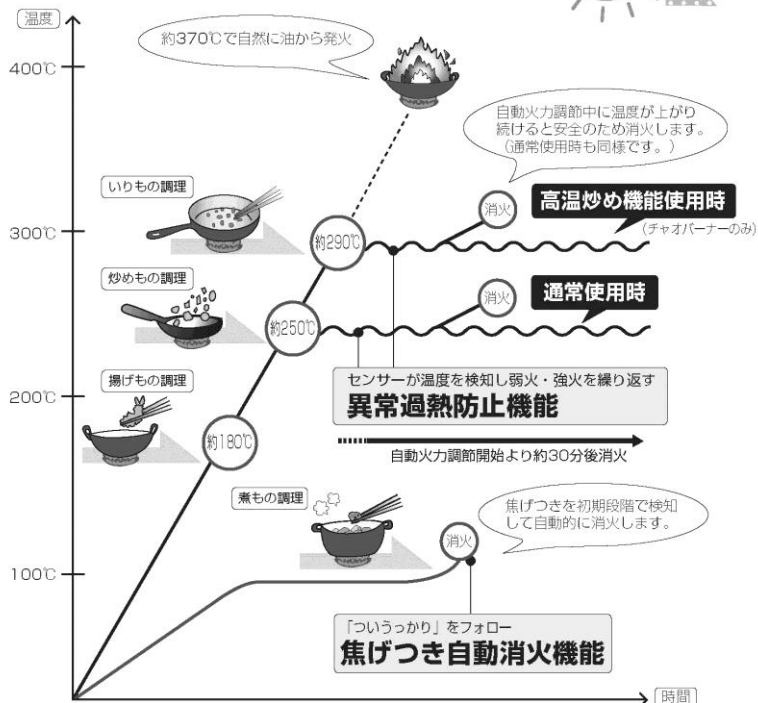 温度
約370℃で自然に油から発火
400℃
自動火力調節中に温度が上がり
続けると安全のため消火します。
（通常使用時も同様です。）
いりもの調理
消火
高温炒め機能使用時
（チャオバーナーのみ）
300℃
約290℃
炒めもの調理
消火
通常使用時
約250℃
センサーが温度を検知し弱火・強火を繰り返す
異常過熱防止機能
揚げもの調理
200℃
約180℃
自動火力調節開始より約30分後消火
煮もの調理
焦げつきを初期段階で検知
して自動的に消火します。
消火
100℃
「ついうっかり」をフォロー
焦げつき自動消火機能
時間